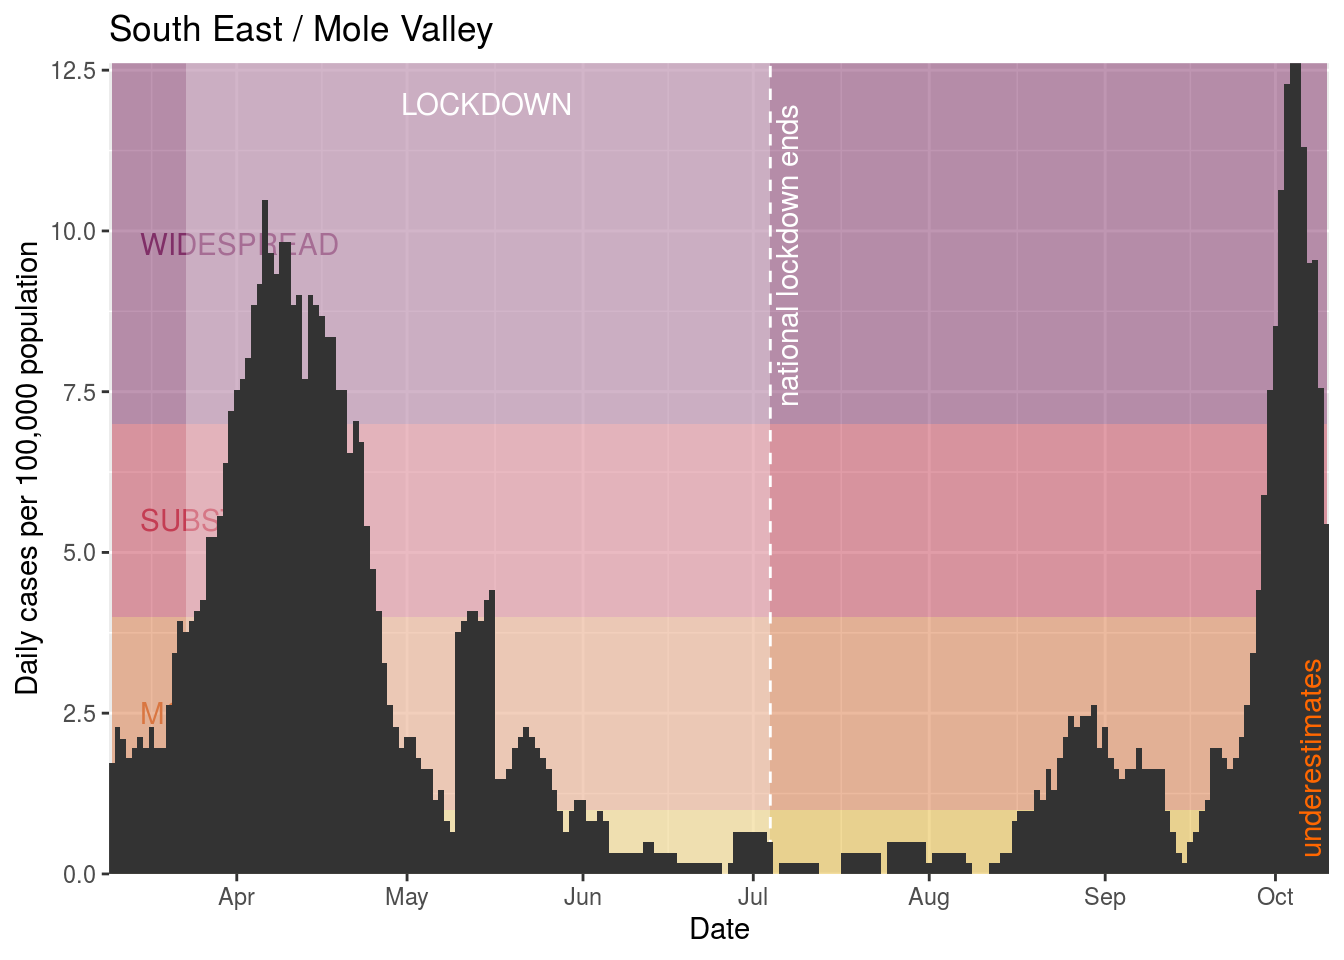 South East / Mole Valley
Daily cases per 100,000 population
12.5
10.0
7.5
5.0
2.5
0.0
LOCKDOWN
WIDESPREAD
national lockdown ends
underestimates
Apr
May
Jun
Jul
Aug
Sep
Oct
Date